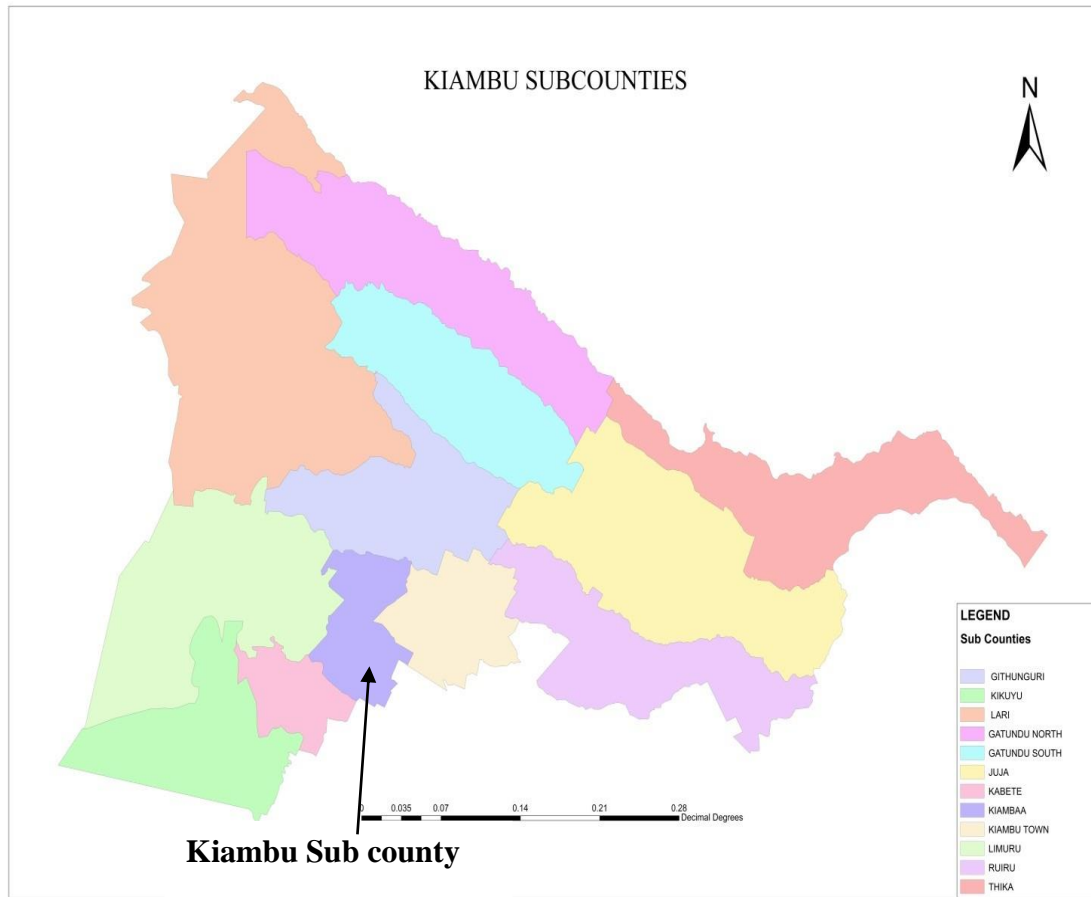 KIAMBU SUBCOUNTIES
N
0 0.035 0.07 0.14 0.21 0.28
Decimal Degrees
Kiambu Sub county
LEGEND
Sub Counties
GITHUNGURI
KIKUYU
LARI
GATUNDU NORTH
GATUNDU SOUTH
JUJA
KABETE
KIAMBAA
KIAMBU TOWN
LIMURU
RUIRU
THIKA